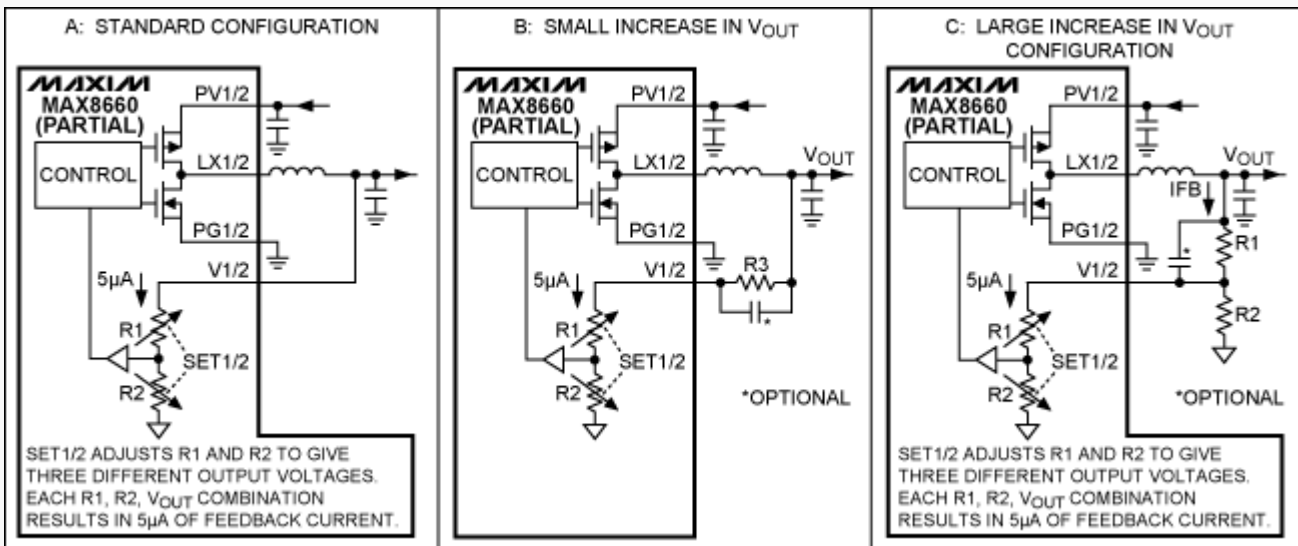 A: STANDARD CONFIGURATION
MAXIM
MAX8660
(PARTIAL)
PV1/2
CONTROL
LX1/2
PG1/2
5µA
V1/2
R1
SET1/2
R2
SET1/2 ADJUSTS R1 AND R2 TO GIVE
THREE DIFFERENT OUTPUT VOLTAGES.
EACH R1, R2, VOUT COMBINATION
RESULTS IN 5µA OF FEEDBACK CURRENT.
B: SMALL INCREASE IN VOUT
MAXIM
MAX8660
(PARTIAL)
PV1/2
CONTROL
LX1/2
VOUT
PG1/2
5µA
V1/2
R3
*
R1
SET1/2
R2
*OPTIONAL
C: LARGE INCREASE IN VOUT
CONFIGURATION
MAXIM
MAX8660
(PARTIAL)
PV1/2
CONTROL
LX1/2
VOUT
IFB
PG1/2
*
R1
5µA
V1/2
R2
R1
SET1/2
R2
*OPTIONAL
SET1/2 ADJUSTS R1 AND R2 TO GIVE
THREE DIFFERENT OUTPUT VOLTAGES.
EACH R1, R2, VOUT COMBINATION
RESULTS IN 5µA OF FEEDBACK CURRENT.